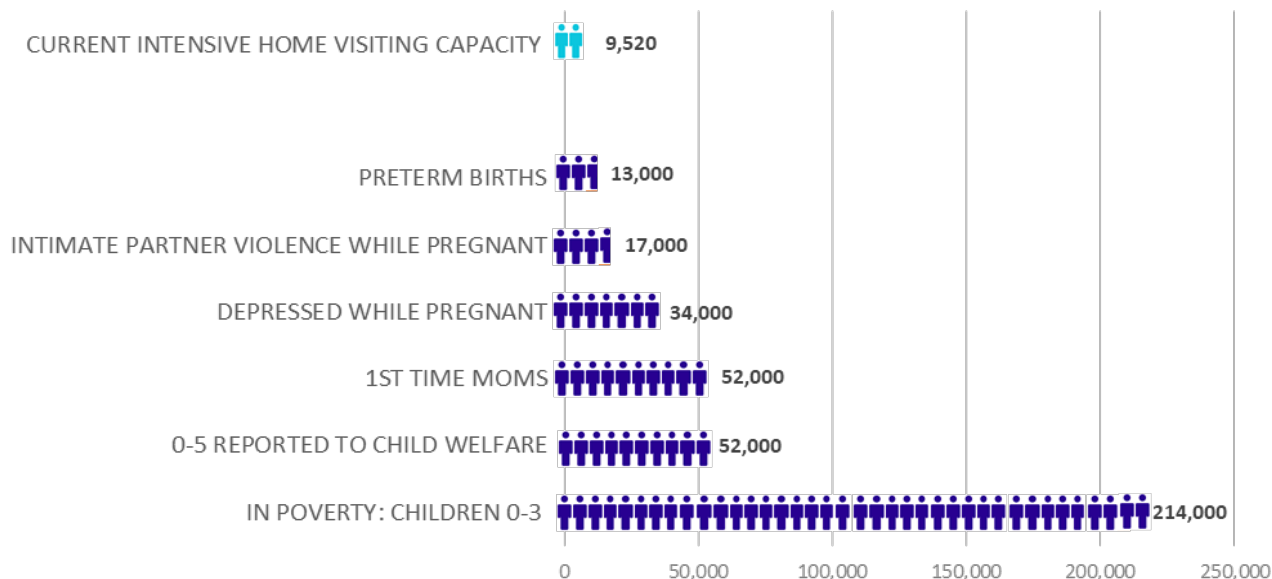 CURRENT INTENSIVE HOME VISITING CAPACITY 9,520
PRETERM BIRTHS 13,000
INTIMATE PARTNER VIOLENCE WHILE PREGNANT 17,000
DEPRESSED WHILE PREGNANT 34,000
1ST TIME MOMS 52,000
0-5 REPORTED TO CHILD WELFARE 52,000
IN POVERTY: CHILDREN 0-3 214,000
0 50,000 100,000 150,000 200,000 250,000